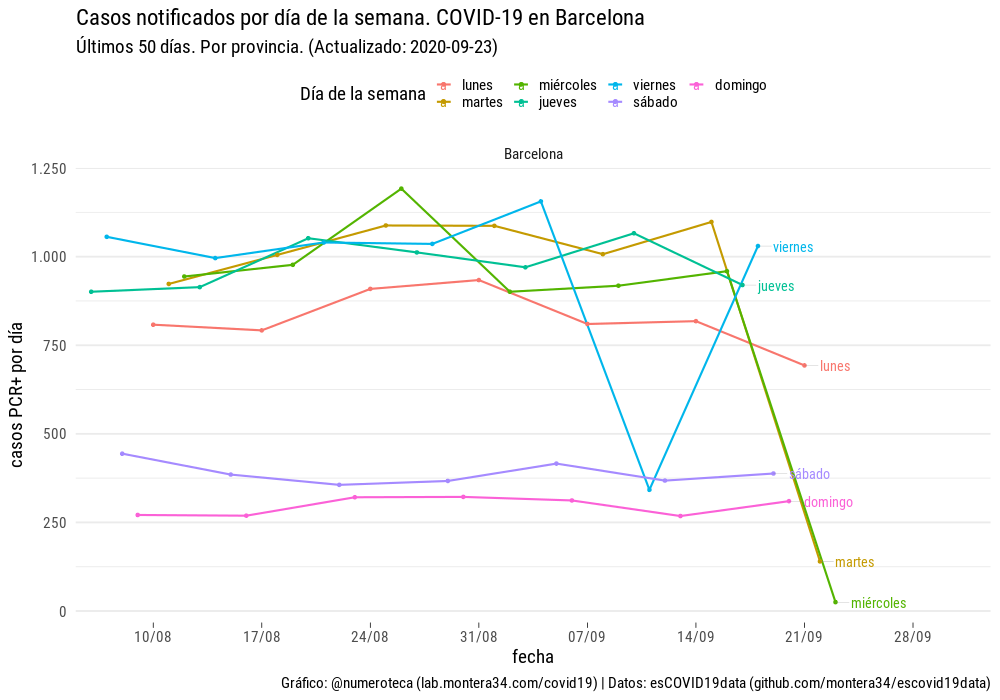 Casos notificados por día de la semana. COVID-19 en Barcelona
Últimos 50 días. Por provincia. (Actualizado: 2020-09-23)
Día de la semana
lunes
martes
miércoles
jueves
viernes
sábado
domingo
Barcelona
casos PCR+ por día
1.250
1.000
750
500
250
0
viernes
jueves
lunes
sábado
domingo
martes
miércoles
10/08 17/08 24/08 31/08 07/09 14/09 21/09 28/09
fecha
Gráfico: @numeroteca (lab.montera34.com/covid19) | Datos: esCOVID19data (github.com/montera34/escovid19data)